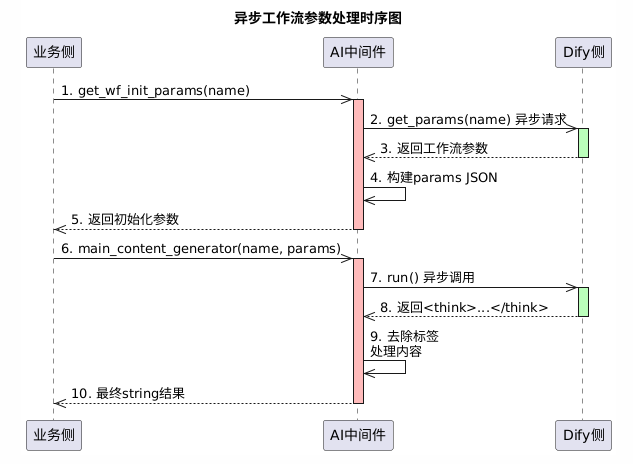 异步工作流参数处理时序图
业务侧 AI中间件 Dify侧
1. get_wf_init_params(name)
2. get_params(name) 异步请求
3. 返回工作流参数
4. 构建params JSON
5. 返回初始化参数
6. main_content_generator(name, params)
7. run() 异步调用
8. 返回<think>...</think>
9. 去除标签
处理内容
10. 最终string结果
业务侧 AI中间件 Dify侧